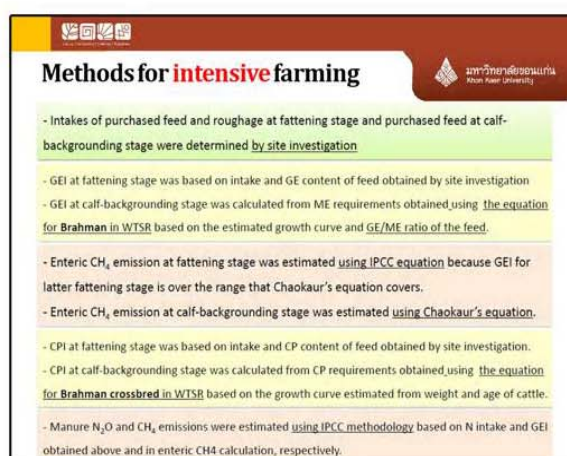 Methods for intensive farming
มหาวิทยาลัยขอนแก่น
Khon Kaen University
- Intakes of purchased feed and roughage at fattening stage and purchased feed at calf-
backgrounding stage were determined by site investigation
- GEI at fattening stage was based on intake and GE content of feed obtained by site investigation
- GEI at calf-backgrounding stage was calculated from ME requirements obtained using the equation
for Brahman in WTSR based on the estimated growth curve and GE/ME ratio of the feed.
- Enteric CH₄ emission at fattening stage was estimated using IPCC equation because GEI for
latter fattening stage is over the range that Chaokaur's equation covers.
- Enteric CH₄ emission at calf-backgrounding stage was estimated using Chaokaur's equation.
- CPI at fattening stage was based on intake and CP content of feed obtained by site investigation.
- CPI at calf-backgrounding stage was calculated from CP requirements obtained using the equation
for Brahman crossbred in WTSR based on the growth curve estimated from weight and age of cattle.
- Manure N₂O and CH₄ emissions were estimated using IPCC methodology based on N intake and GEI
obtained above and in enteric CH4 calculation, respectively.